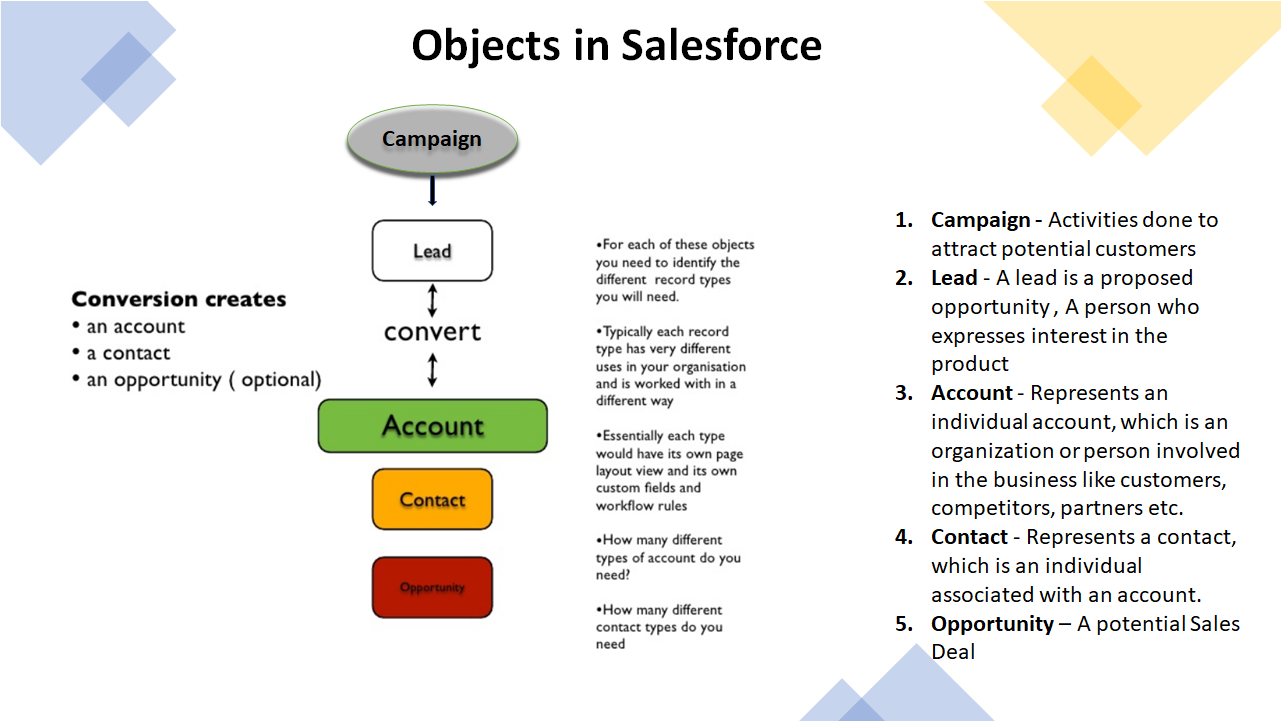 Objects in Salesforce
Campaign
Lead
convert
Account
Contact
Opportunity
Conversion creates
• an account
• a contact
• an opportunity ( optional)
•For each of these objects
you need to identify the
different record types
you will need.
•Typically each record
type has very different
uses in your organisation
and is worked with in a
different way
•Essentially each type
would have its own page
layout view and its own
custom fields and
workflow rules
•How many different
types of account do you
need?
•How many different
contact types do you
need
1. Campaign - Activities done to
attract potential customers
2. Lead - A lead is a proposed
opportunity , A person who
expresses interest in the
product
3. Account - Represents an
individual account, which is an
organization or person involved
in the business like customers,
competitors, partners etc.
4. Contact - Represents a contact,
which is an individual
associated with an account.
5. Opportunity – A potential Sales
Deal